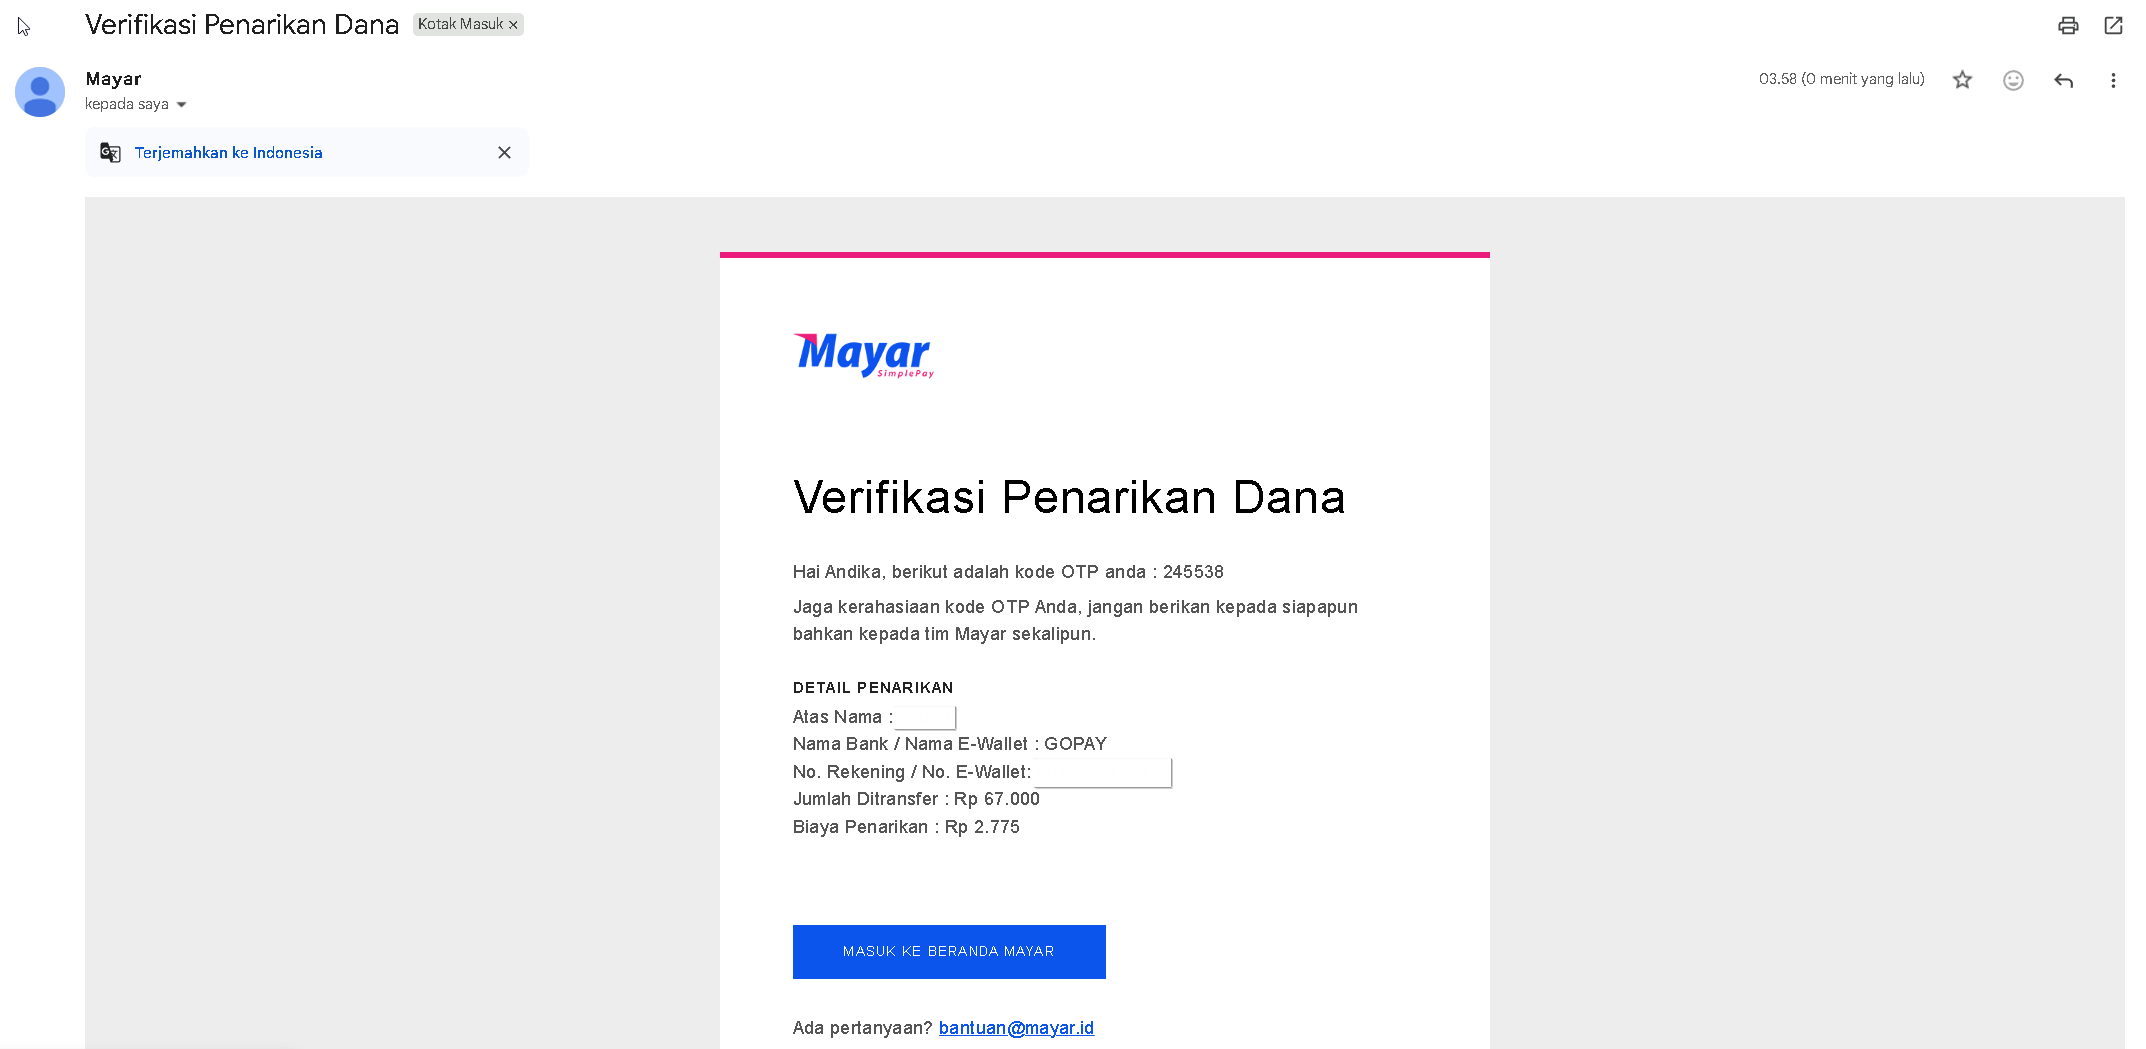 Verifikasi Penarikan Dana
Kotak Masuk ×
Mayar
03.58 (0 menit yang lalu)
kepada saya
Terjemahkan ke Indonesia
Mayar
SimplePay
Verifikasi Penarikan Dana
Hai Andika, berikut adalah kode OTP anda : 245538
Jaga kerahasiaan kode OTP Anda, jangan berikan kepada siapapun
bahkan kepada tim Mayar sekalipun.
DETAIL PENARIKAN
Atas Nama :
Nama Bank / Nama E-Wallet : GOPAY
No. Rekening / No. E-Wallet:
Jumlah Ditransfer : Rp 67.000
Biaya Penarikan : Rp 2.775
MASUK KE BERANDA MAYAR
Ada pertanyaan? bantuan@mayar.id